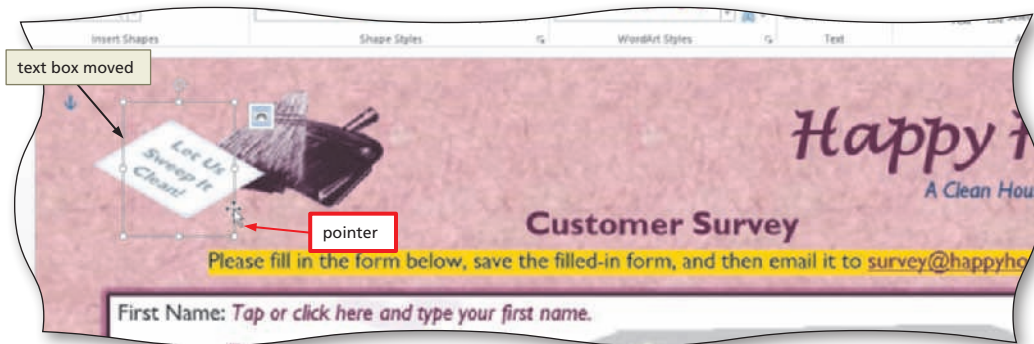 Insert Shapes Shape Styles WordArt Styles Text
text box moved
Let Us
Sweep It
Clean!
Happy
A Clean Hou
pointer
Customer Survey
Please fill in the form below, save the filled-in form, and then email it to survey@happyho
First Name: Tap or click here and type your first name.